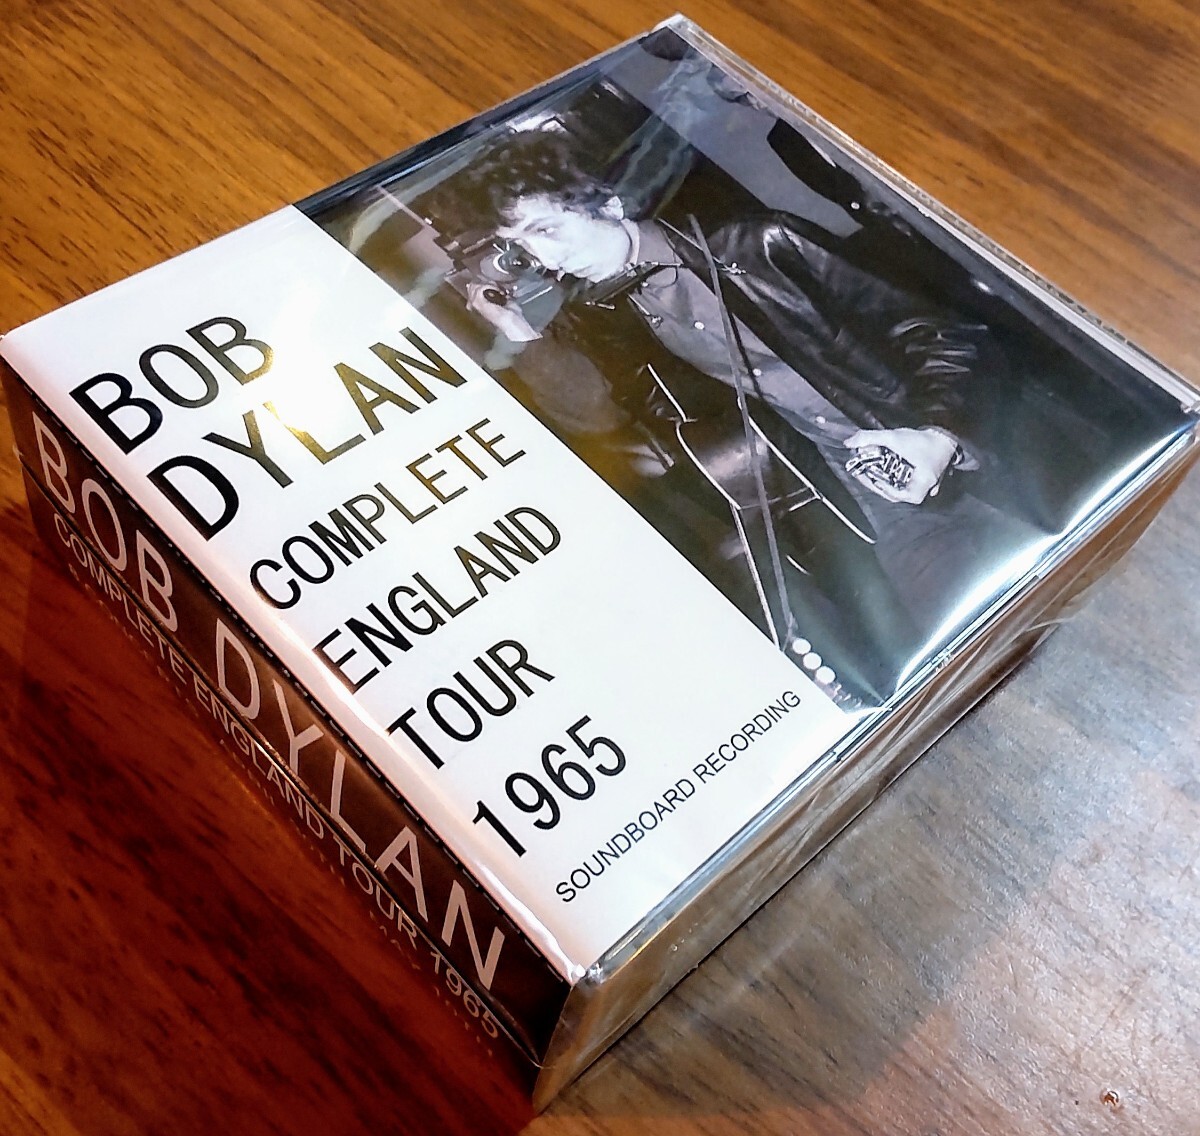 BOB
DYLAN
COMPLETE
ENGLAND
TOUR
1965
SOUNDBOARD RECORDING
BOB DYLAN
COMPLETE ENGLAND TOUR 1965